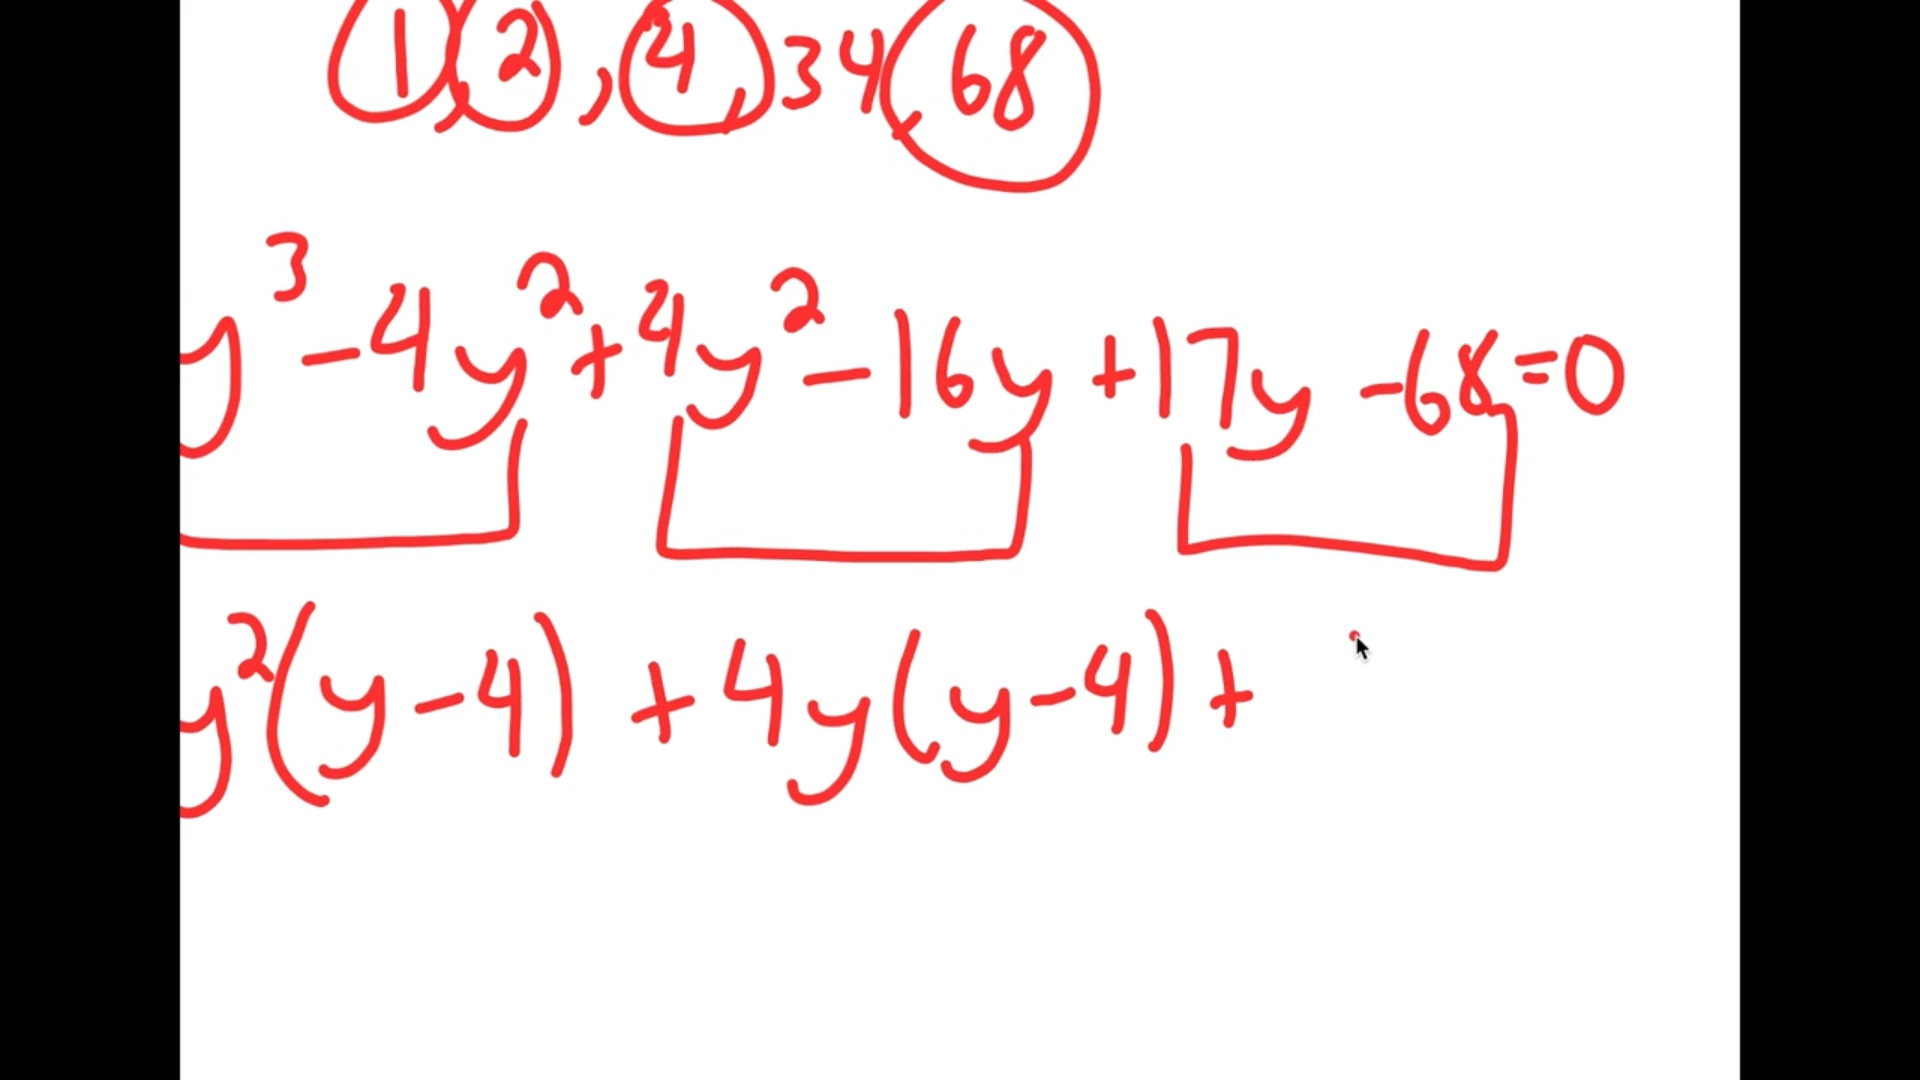 1, 2, 4, 34, 68
y³-4y²+4y²-16y+17y-68=0
y²(y-4)+4y(y-4)+